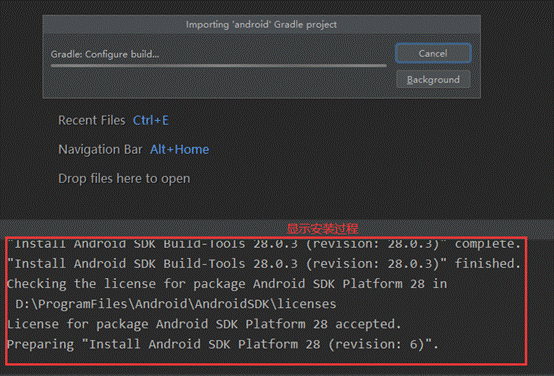 Importing 'android' Gradle project
Gradle: Configure build...
Cancel
Background
Recent Files Ctrl+E
Navigation Bar Alt+Home
Drop files here to open
显示安装过程
"Install Android SDK Build-Tools 28.0.3 (revision: 28.0.3)" complete.
"Install Android SDK Build-Tools 28.0.3 (revision: 28.0.3)" finished.
Checking the license for package Android SDK Platform 28 in
D:\ProgramFiles\Android\AndroidSDK\licenses
License for package Android SDK Platform 28 accepted.
Preparing "Install Android SDK Platform 28 (revision: 6)".